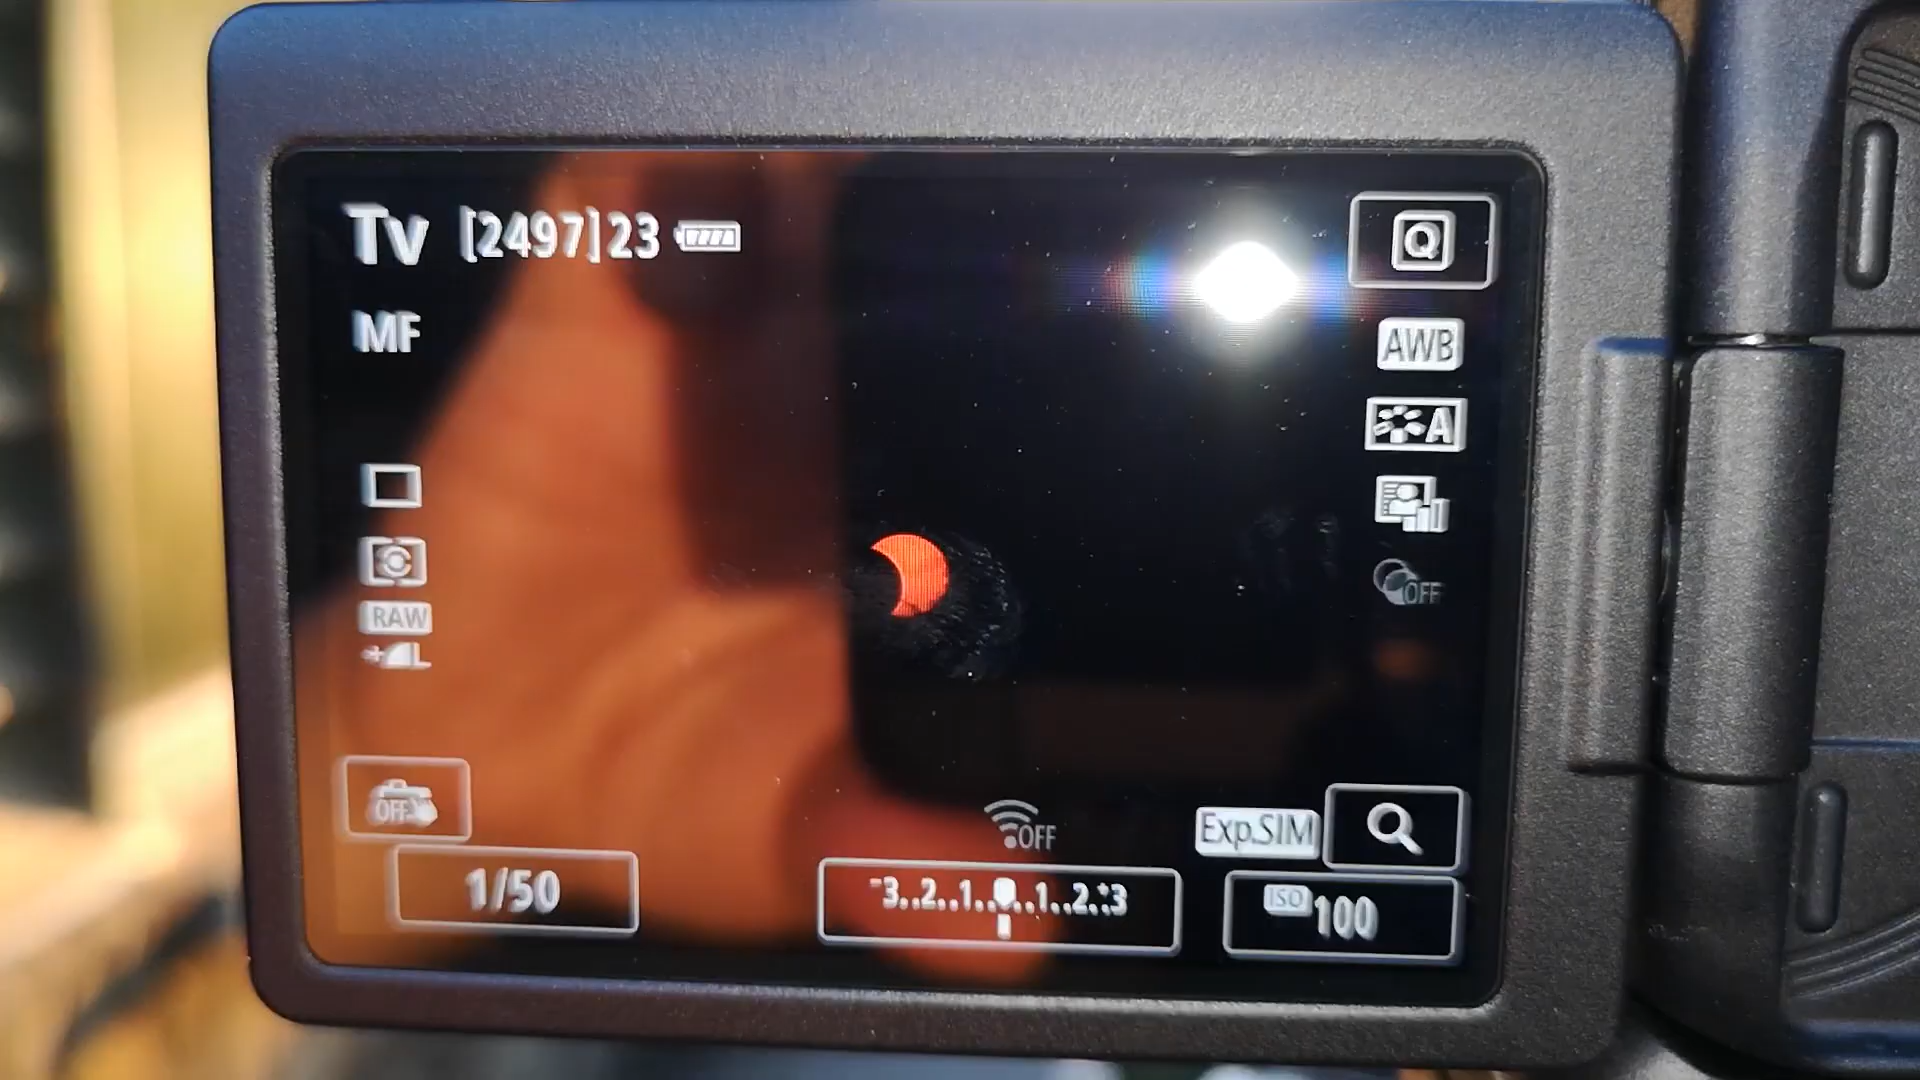 Tv [2497]23
Q
MF
AWB
A
OFF
RAW
+L
OFF
OFF
Exp.SIM
1/50
-3..2..1..0..1..2..+3
ISO 100